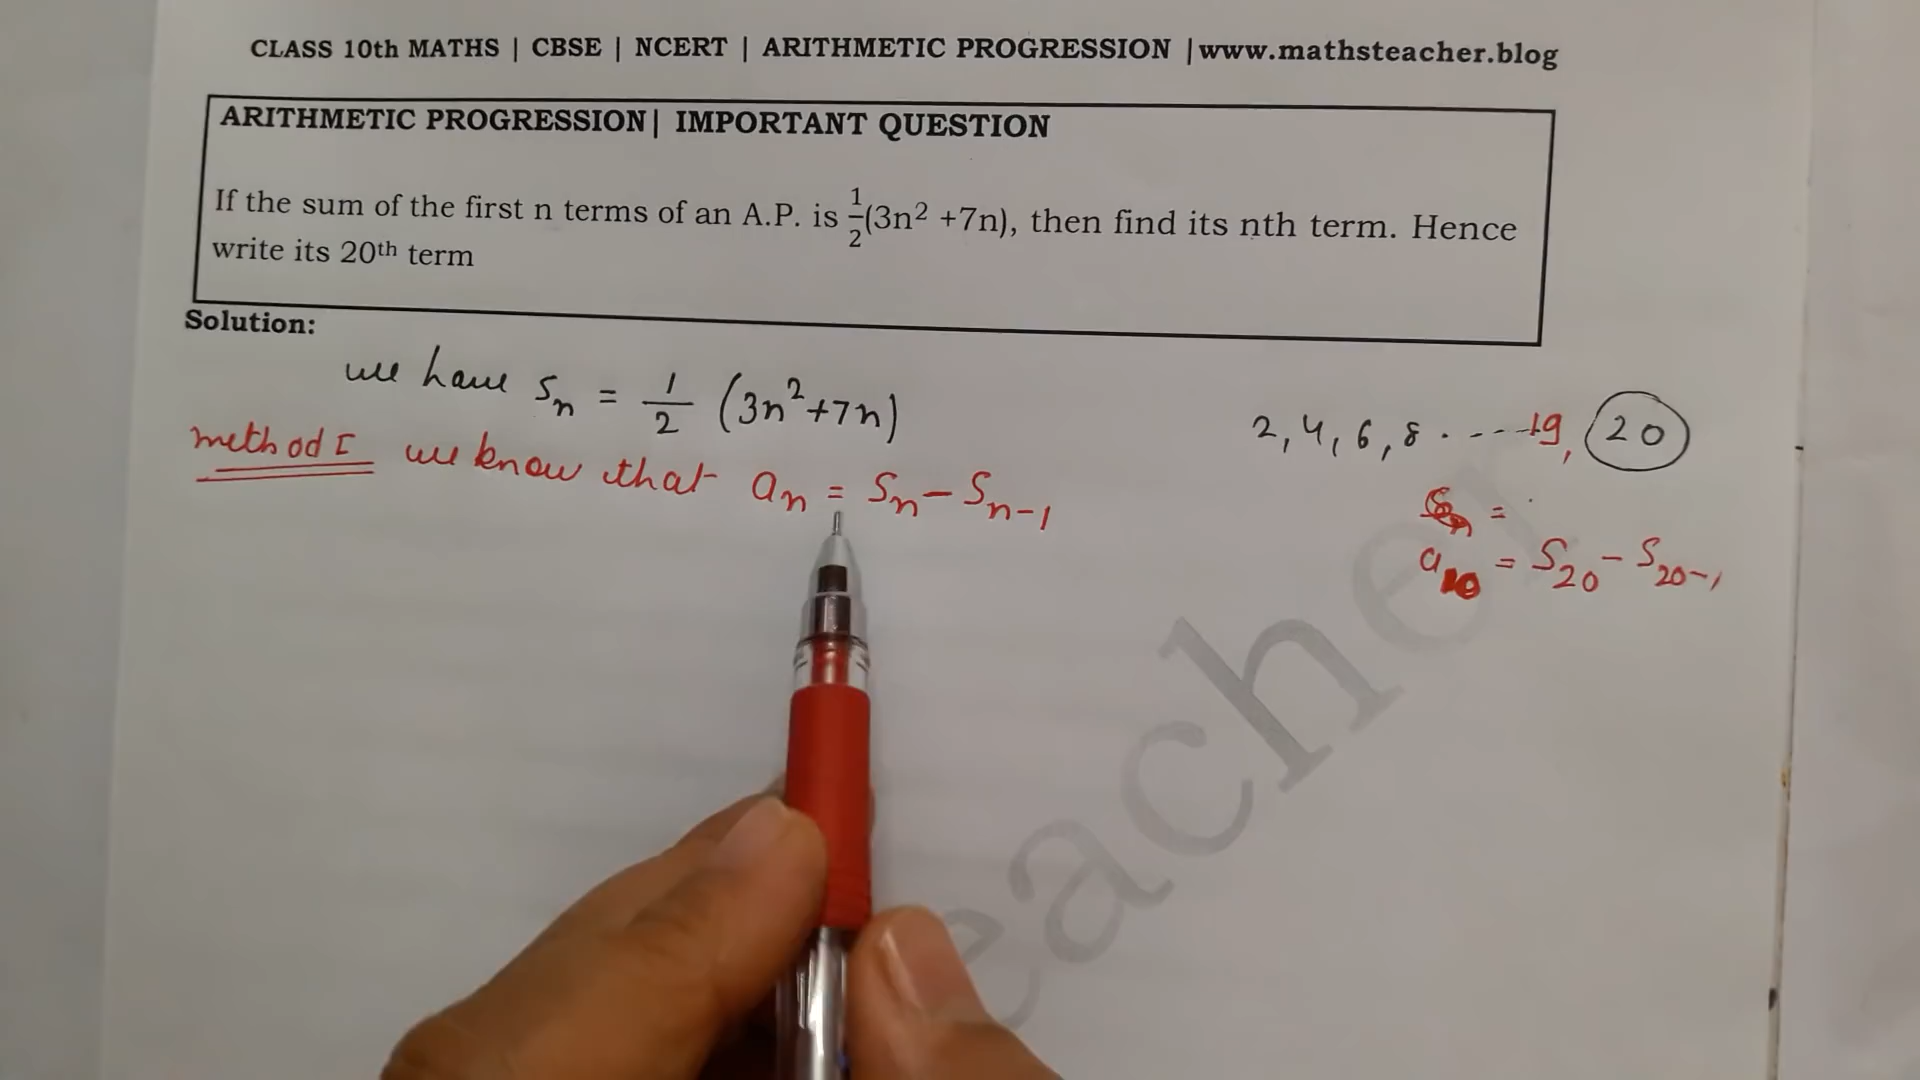 CLASS 10th MATHS | CBSE | NCERT | ARITHMETIC PROGRESSION |www.mathsteacher.blog
ARITHMETIC PROGRESSION| IMPORTANT QUESTION
If the sum of the first n terms of an A.P. is 1/2(3n² +7n), then find its nth term. Hence
write its 20th term
Solution:
we have Sn = 1/2 (3n²+7n)
2, 4, 6, 8 . - - - 19, 20
method I we know that an = Sn - Sn-1
=
a = S20 - S20-1
eacher